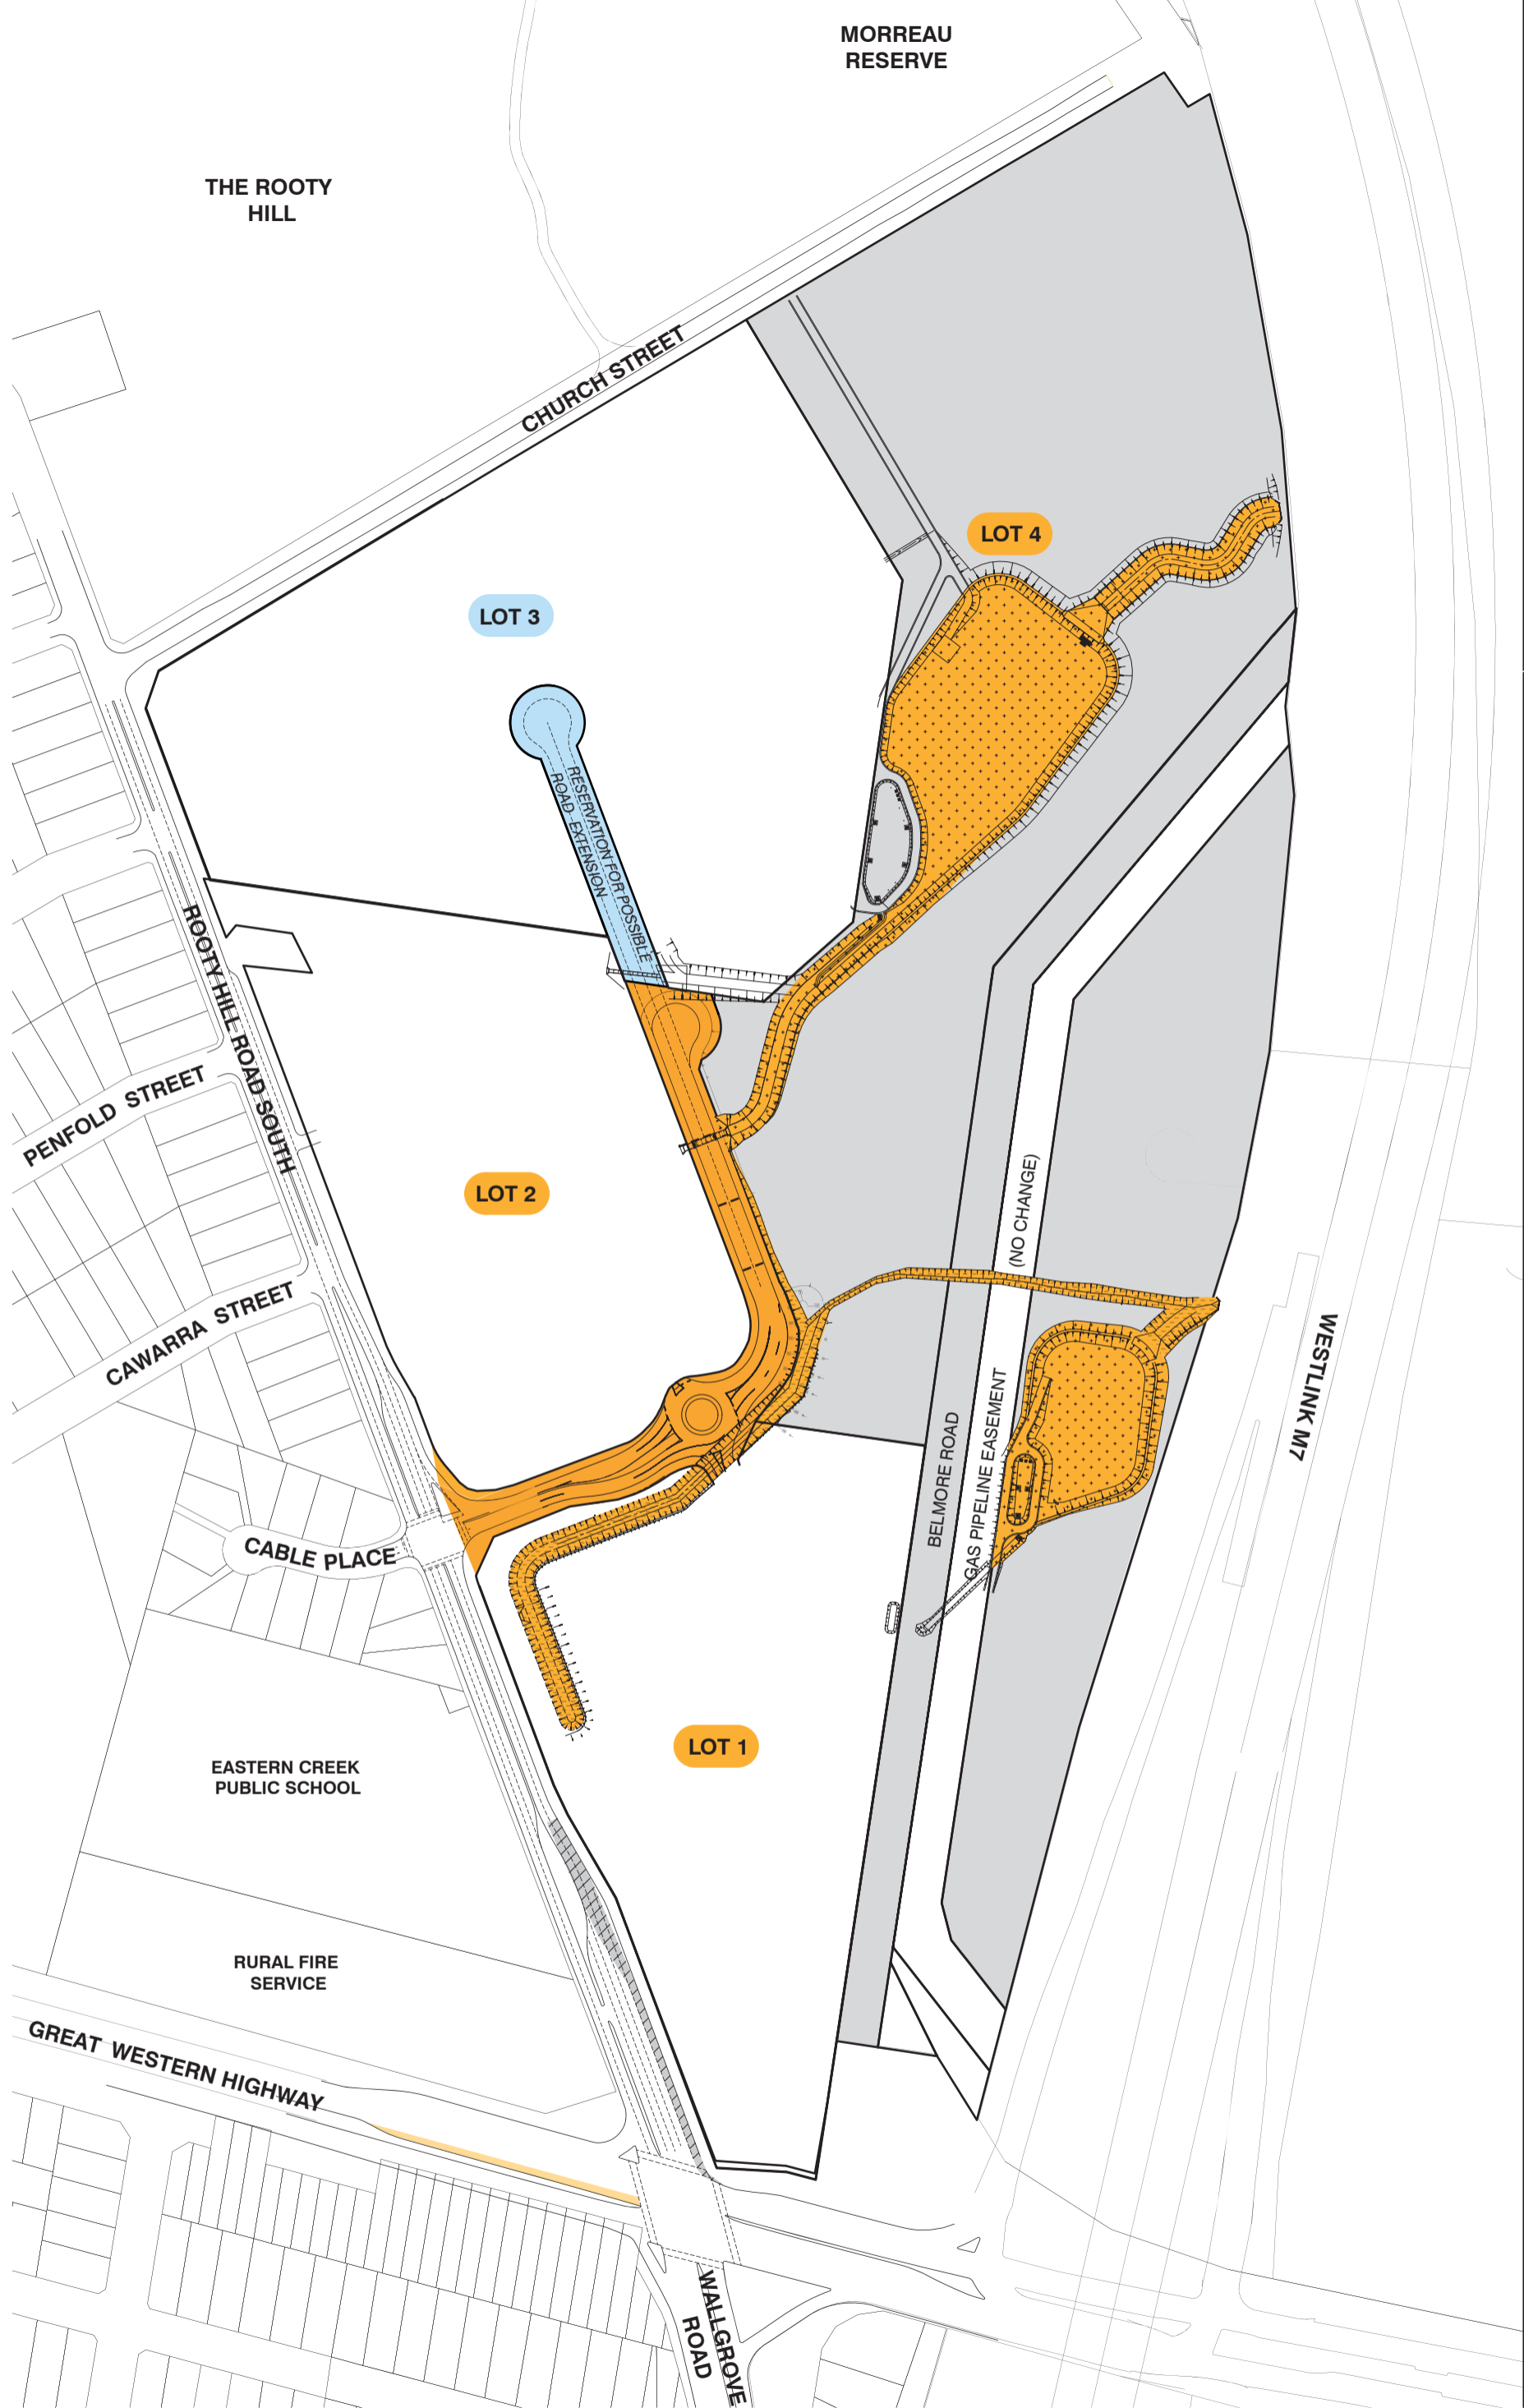 MORREAU
RESERVE
THE ROOTY
HILL
CHURCH STREET
LOT 4
LOT 3
RESERVATION FOR POSSIBLE
ROAD EXTENSION
ROOTY HILL ROAD SOUTH
PENFOLD STREET
LOT 2
(NO CHANGE)
CAWARRA STREET
WESTLINK M7
BELMORE ROAD
GAS PIPELINE EASEMENT
CABLE PLACE
LOT 1
EASTERN CREEK
PUBLIC SCHOOL
RURAL FIRE
SERVICE
GREAT WESTERN HIGHWAY
WALLGROVE
ROAD